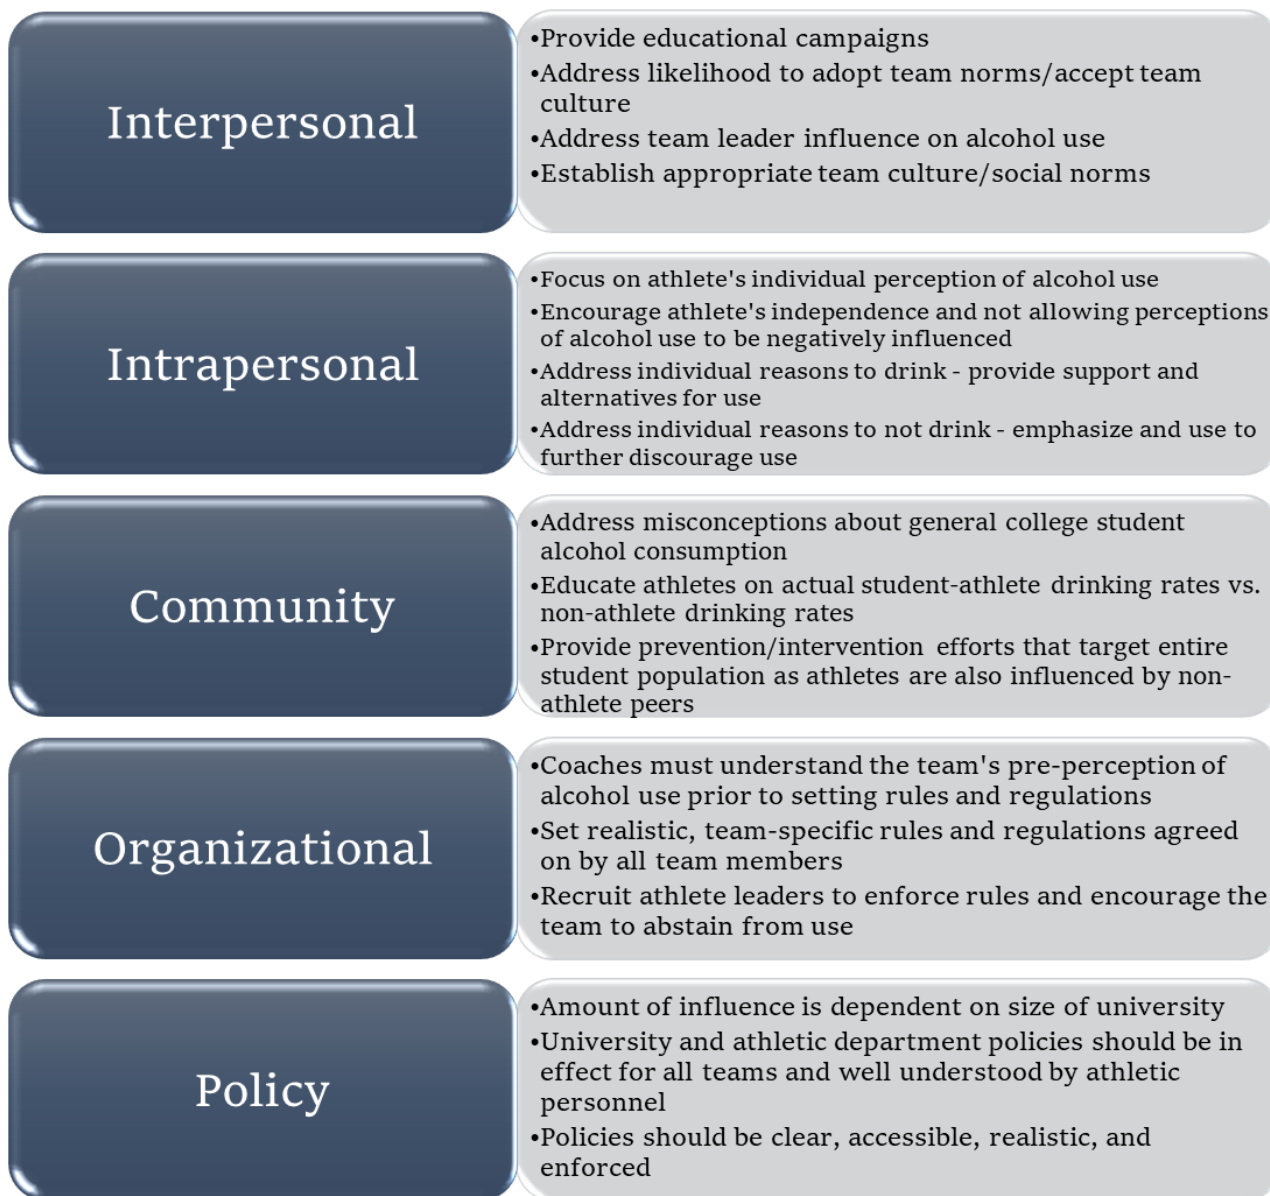 Interpersonal
•Provide educational campaigns
•Address likelihood to adopt team norms/accept team
culture
•Address team leader influence on alcohol use
•Establish appropriate team culture/social norms
Intrapersonal
•Focus on athlete's individual perception of alcohol use
•Encourage athlete's independence and not allowing perceptions
of alcohol use to be negatively influenced
•Address individual reasons to drink - provide support and
alternatives for use
•Address individual reasons to not drink - emphasize and use to
further discourage use
Community
•Address misconceptions about general college student
alcohol consumption
•Educate athletes on actual student-athlete drinking rates vs.
non-athlete drinking rates
•Provide prevention/intervention efforts that target entire
student population as athletes are also influenced by non-
athlete peers
Organizational
•Coaches must understand the team's pre-perception of
alcohol use prior to setting rules and regulations
•Set realistic, team-specific rules and regulations agreed
on by all team members
•Recruit athlete leaders to enforce rules and encourage the
team to abstain from use
Policy
•Amount of influence is dependent on size of university
•University and athletic department policies should be in
effect for all teams and well understood by athletic
personnel
•Policies should be clear, accessible, realistic, and
enforced